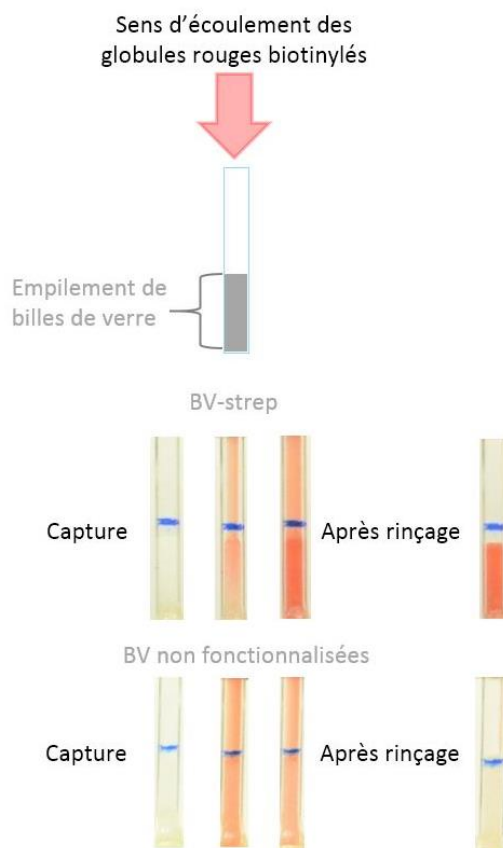 Sens d'écoulement des
globules rouges biotinylés
Empilement de
billes de verre
BV-strep
Capture
Après rinçage
BV non fonctionnalisées
Capture
Après rinçage